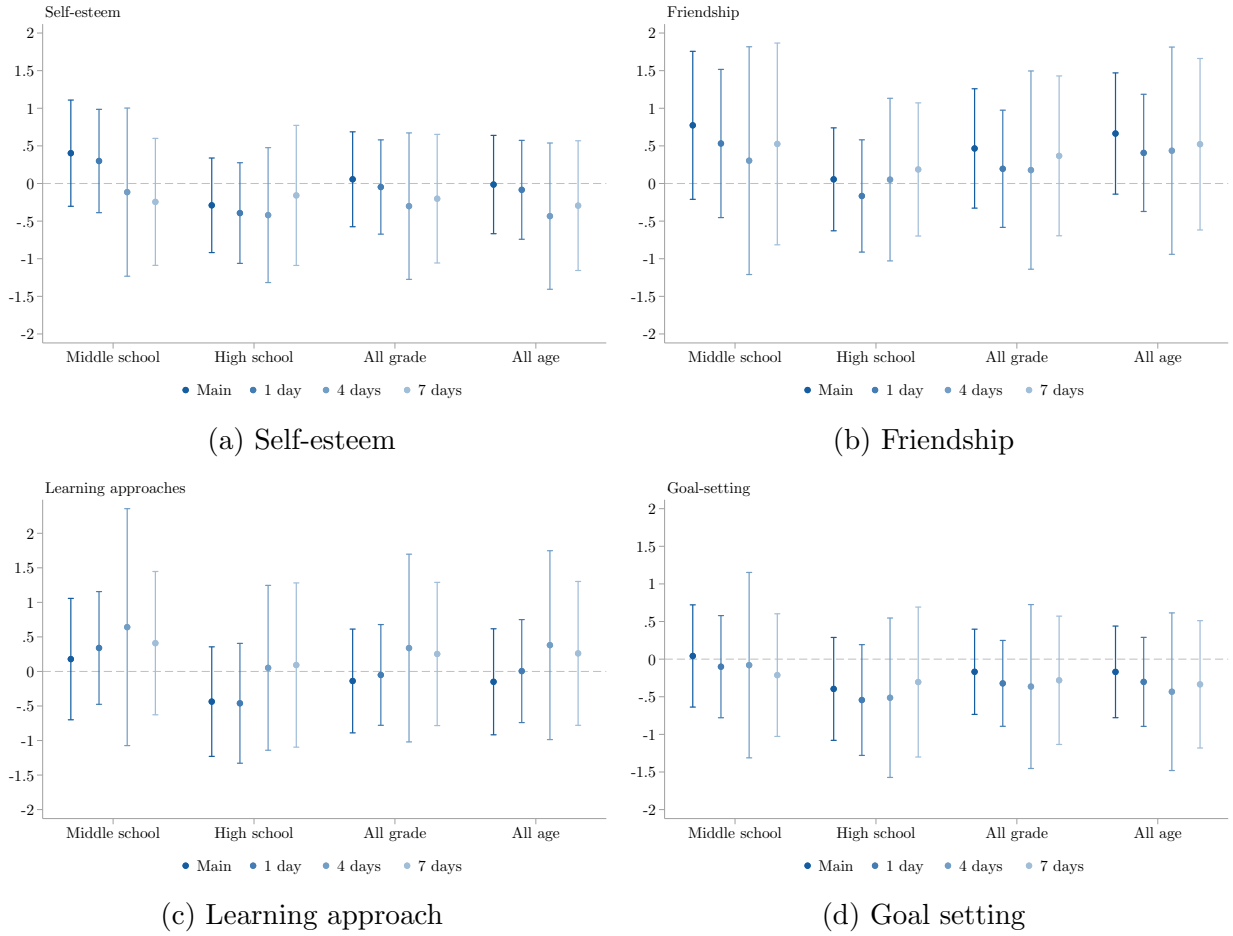 Self-esteem
2
1.5
1
.5
0
-.5
-1
-1.5
-2
Middle school High school All grade All age
Main 1 day 4 days 7 days
(a) Self-esteem
Friendship
2
1.5
1
.5
0
-.5
-1
-1.5
-2
Middle school High school All grade All age
Main 1 day 4 days 7 days
(b) Friendship
Learning approaches
2
1.5
1
.5
0
-.5
-1
-1.5
-2
Middle school High school All grade All age
Main 1 day 4 days 7 days
(c) Learning approach
Goal-setting
2
1.5
1
.5
0
-.5
-1
-1.5
-2
Middle school High school All grade All age
Main 1 day 4 days 7 days
(d) Goal setting